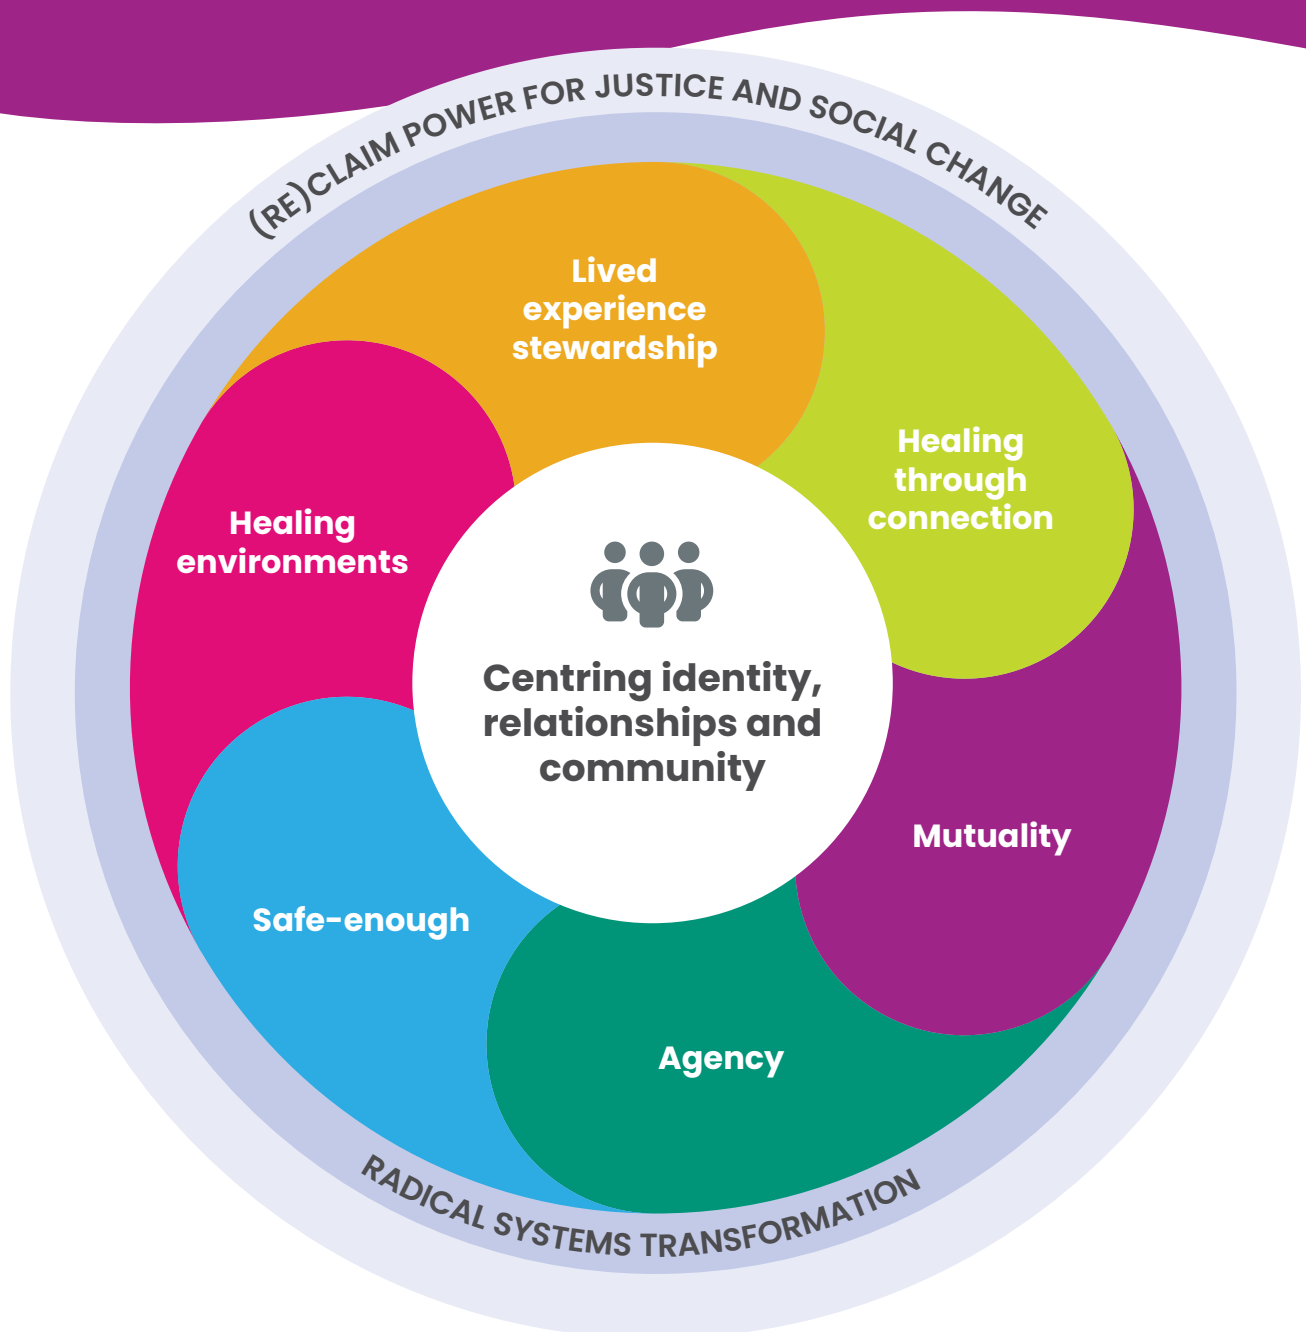 (RE)CLAIM POWER FOR JUSTICE AND SOCIAL CHANGE
Lived
experience
stewardship
Healing
through
connection
Healing
environments
Centring identity,
relationships and
community
Mutuality
Safe-enough
Agency
RADICAL SYSTEMS TRANSFORMATION